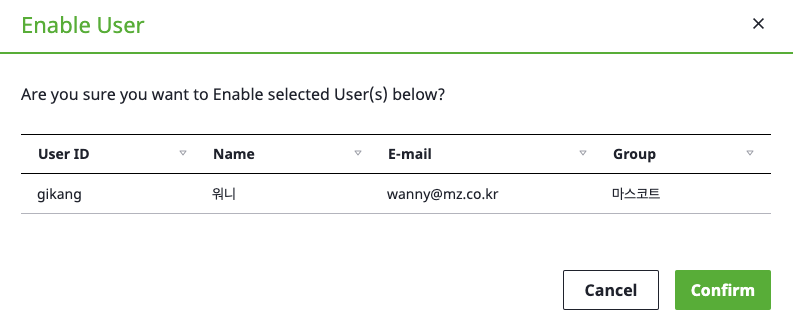 Enable User
Are you sure you want to Enable selected User(s) below?
User ID Name E-mail Group
gikang 워니 wanny@mz.co.kr 마스코트
Cancel Confirm